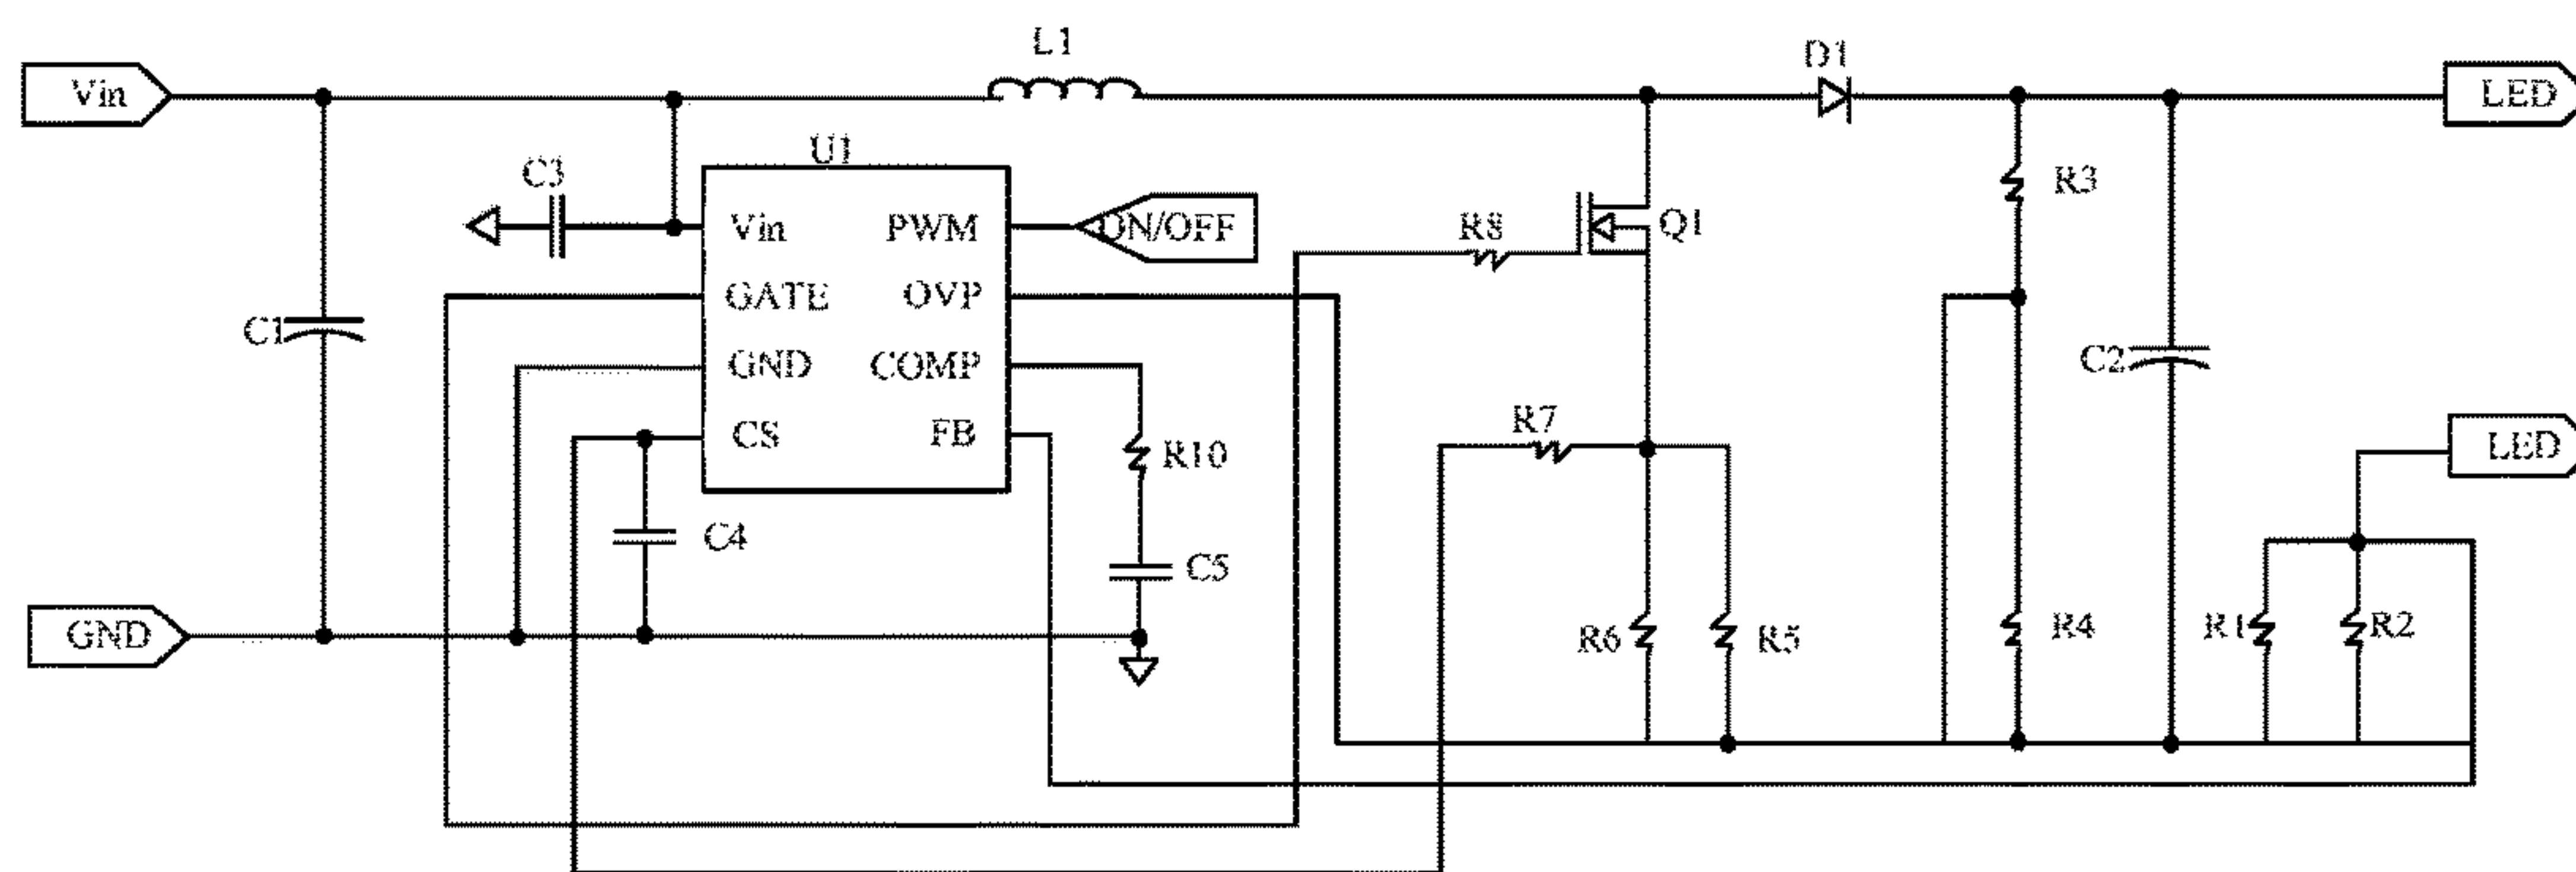 L1
D1
Vin
LED
U1
C3
R3
Vin
PWM
ON/OFF
R8
Q1
GATE
OVP
C1
GND
COMP
C2
R7
CS
FB
R10
LED
C4
C5
GND
R6
R5
R4
R1
R2